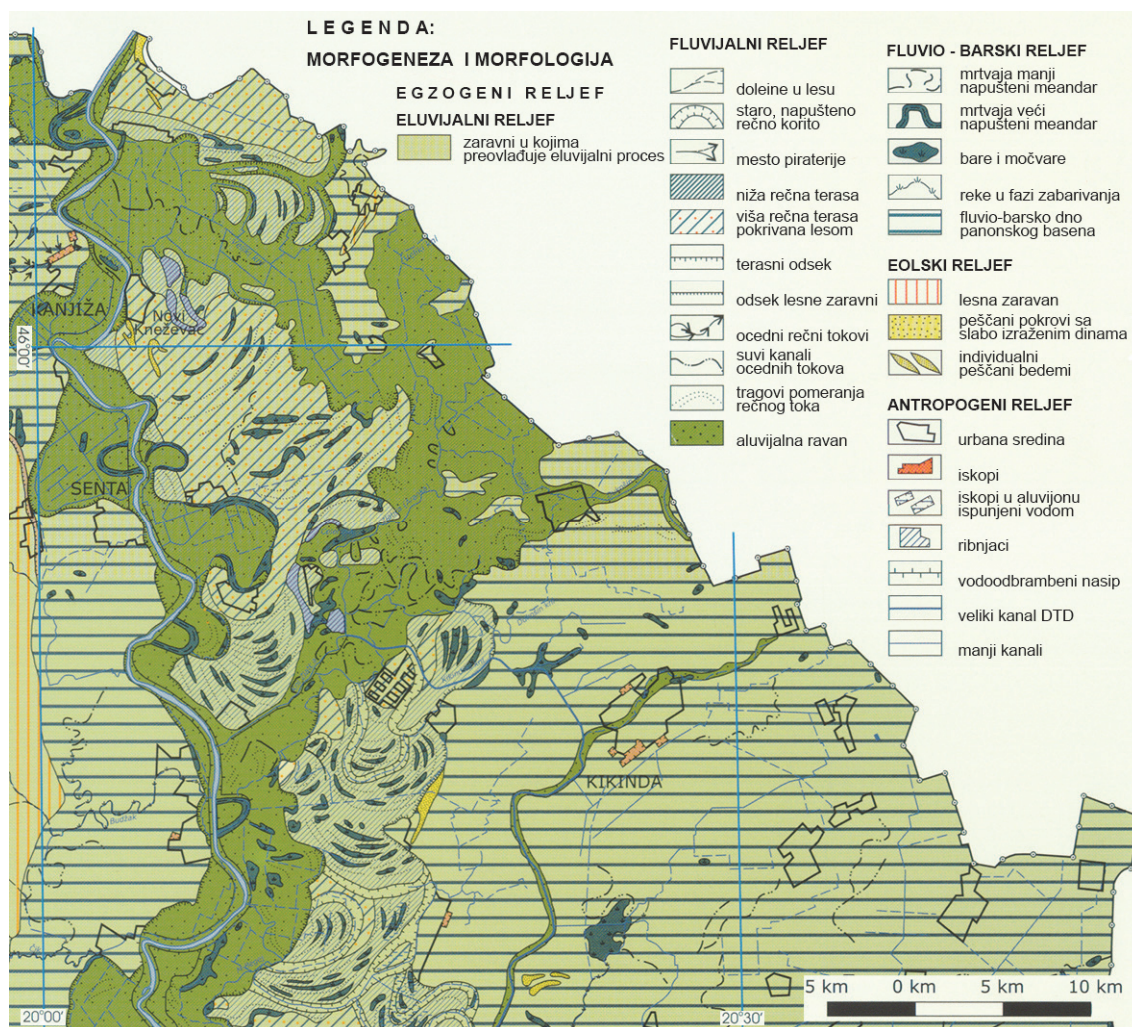 LEGENDA:
MORFOGENEZA I MORFOLOGIJA
EGZOGENI RELJEF
ELUVIJALNI RELJEF
zaravni u kojima
preovlađuje eluvijalni proces
FLUVIJALNI RELJEF
doleine u lesu
staro, napušteno
rečno korito
mesto piraterije
niža rečna terasa
viša rečna terasa
pokrivana lesom
terasni odsek
odsek lesne zaravni
ocedni rečni tokovi
suvi kanali
ocednih tokova
tragovi pomeranja
rečnog toka
aluvijalna ravan
FLUVIO - BARSKI RELJEF
mrtvaja manji
napušteni meandar
mrtvaja veći
napušteni meandar
bare i močvare
reke u fazi zabarivanja
fluvio-barsko dno
panonskog basena
EOLSKI RELJEF
lesna zaravan
peščani pokrovi sa
slabo izraženim dinama
individualni
peščani bedemi
ANTROPOGENI RELJEF
urbana sredina
iskopi
iskopi u aluvijonu
ispunjeni vodom
ribnjaci
vodoodbrambeni nasip
veliki kanal DTD
manji kanali
KANJIŽA
Novi
Kneževac
46°00'
SENTA
KIKINDA
Budžak
20°00'
20°30'
5 km 0 km 5 km 10 km